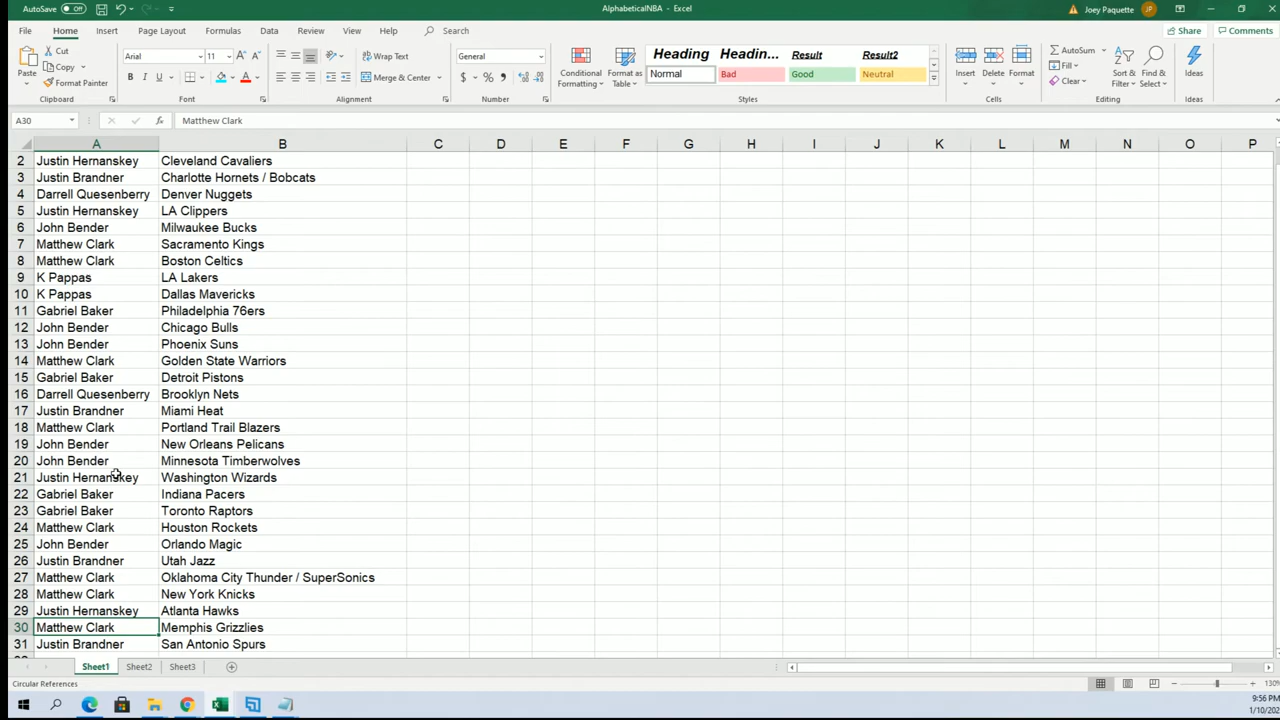 AutoSave Off AlphabeticalNBA - Excel Joey Paquette JP
File Home Insert Page Layout Formulas Data Review View Help Search Share Comments
Paste Cut Copy Format Painter Clipboard
Arial 11 B I U A Font
Wrap Text Merge & Center Alignment
General $ % Number
Conditional Formatting Format as Table
Heading Headin... Result Result2
Normal Bad Good Neutral
Styles
Insert Delete Format Cells
AutoSum Fill Clear Sort & Filter Find & Select Editing
Ideas Ideas
A30 fx Matthew Clark
A B C D E F G H I J K L M N O P
2 Justin Hernanskey Cleveland Cavaliers
3 Justin Brandner Charlotte Hornets / Bobcats
4 Darrell Quesenberry Denver Nuggets
5 Justin Hernanskey LA Clippers
6 John Bender Milwaukee Bucks
7 Matthew Clark Sacramento Kings
8 Matthew Clark Boston Celtics
9 K Pappas LA Lakers
10 K Pappas Dallas Mavericks
11 Gabriel Baker Philadelphia 76ers
12 John Bender Chicago Bulls
13 John Bender Phoenix Suns
14 Matthew Clark Golden State Warriors
15 Gabriel Baker Detroit Pistons
16 Darrell Quesenberry Brooklyn Nets
17 Justin Brandner Miami Heat
18 Matthew Clark Portland Trail Blazers
19 John Bender New Orleans Pelicans
20 John Bender Minnesota Timberwolves
21 Justin Hernanskey Washington Wizards
22 Gabriel Baker Indiana Pacers
23 Gabriel Baker Toronto Raptors
24 Matthew Clark Houston Rockets
25 John Bender Orlando Magic
26 Justin Brandner Utah Jazz
27 Matthew Clark Oklahoma City Thunder / SuperSonics
28 Matthew Clark New York Knicks
29 Justin Hernanskey Atlanta Hawks
30 Matthew Clark Memphis Grizzlies
31 Justin Brandner San Antonio Spurs
Sheet1 Sheet2 Sheet3
Circular References 130%
9:56 PM